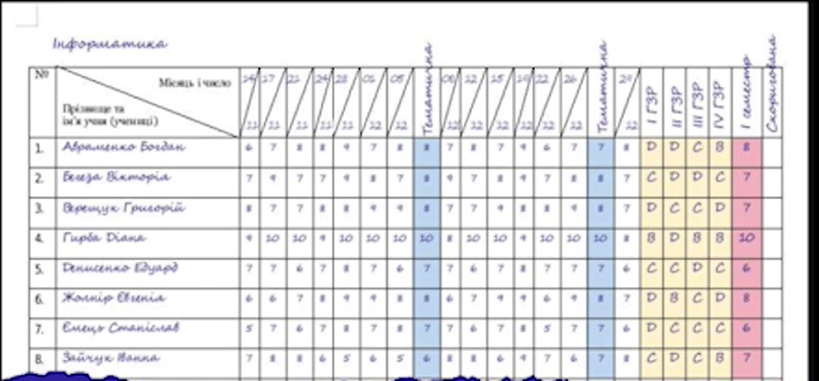 Інформатика
№ Місяць і число Прізвище та ім'я учня (учениці) 14/11 17/11 21/11 24/11 28/11 01/12 05/12 Тематична 08/12 12/12 15/12 19/12 22/12 26/12 Тематична 29/12 І ГЗР ІІ ГЗР ІІІ ГЗР ІV ГЗР І семестр Скоригована
1. Авраменко Богдан 6 7 8 8 9 7 8 8 7 8 7 9 6 7 7 8 D D C B 8
2. Бегеза Вікторія 7 9 7 7 9 8 7 8 9 7 8 7 7 9 8 7 C D D C 7
3. Верещук Григорій 8 7 7 8 8 9 9 8 7 7 9 8 8 9 8 7 D C C D 7
4. Гирба Діана 9 10 10 9 10 10 10 10 8 10 10 9 10 10 10 8 B D B B 10
5. Денисенко Едуард 7 7 6 7 8 7 6 7 7 6 8 7 7 7 7 6 C C D C 6
6. Жолнір Євгенія 6 6 7 8 9 9 8 8 6 7 9 9 6 9 8 7 D B C D 8
7. Ємець Станіслав 5 7 6 7 8 7 8 7 7 6 7 8 5 7 7 6 D C C C 6
8. Зайчук Іванна 7 8 8 6 5 6 5 6 8 8 6 9 7 6 7 8 C D C B 7